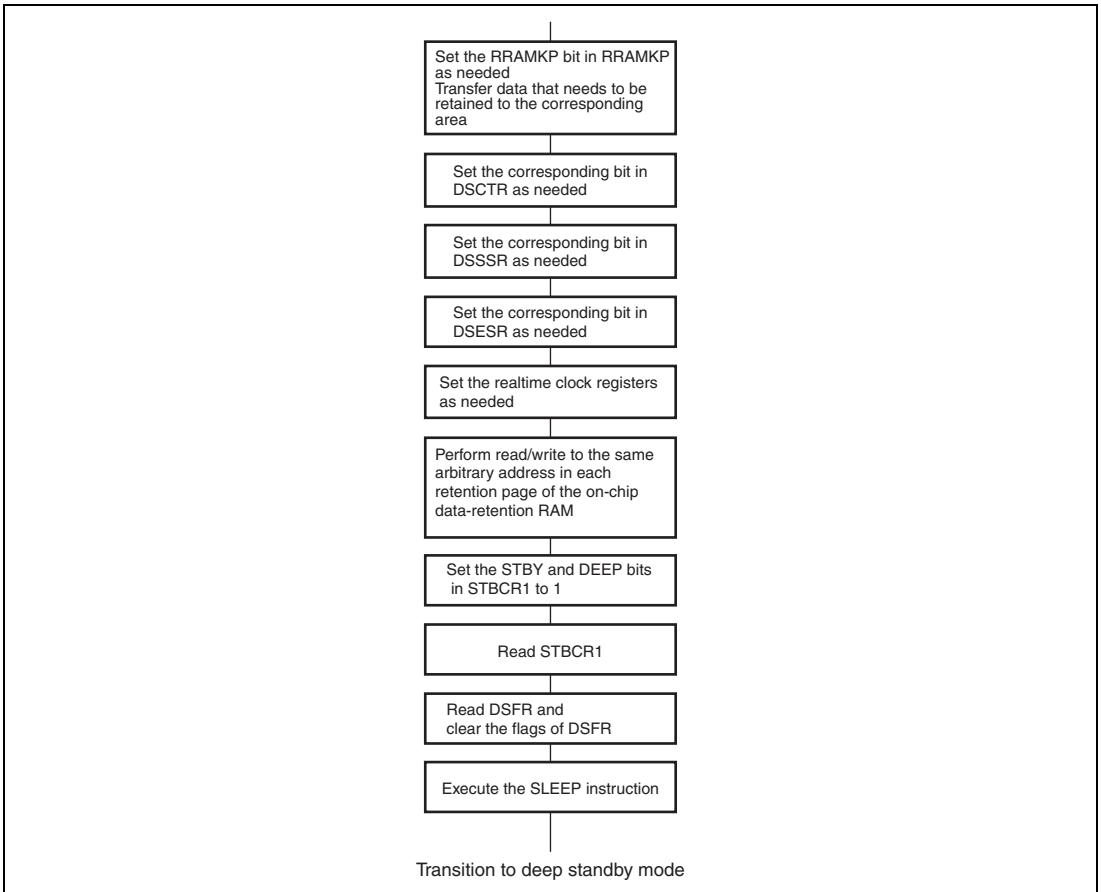 Set the RRAMKP bit in RRAMKP
as needed
Transfer data that needs to be
retained to the corresponding
area
Set the corresponding bit in
DSCTR as needed
Set the corresponding bit in
DSSSR as needed
Set the corresponding bit in
DSESR as needed
Set the realtime clock registers
as needed
Perform read/write to the same
arbitrary address in each
retention page of the on-chip
data-retention RAM
Set the STBY and DEEP bits
in STBCR1 to 1
Read STBCR1
Read DSFR and
clear the flags of DSFR
Execute the SLEEP instruction
Transition to deep standby mode